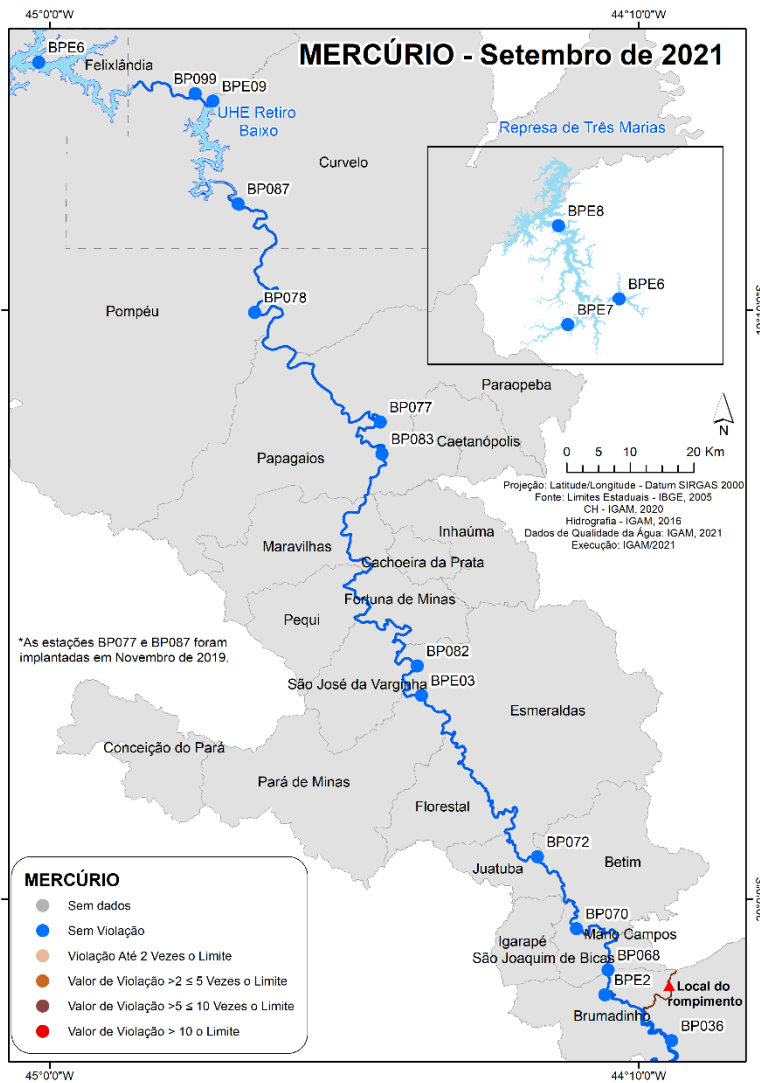 45°0'0"W
44°10'0"W
MERCÚRIO - Setembro de 2021
BPE6
Felixlândia
BP099
BPE09
UHE Retiro
Baixo
Represa de Três Marias
Curvelo
BP087
BPE8
BPE6
BPE7
BP078
Pompéu
Paraopeba
BP077
N
BP083
Caetanópolis
0 5 10 20 Km
Papagaios
Projeção: Latitude/Longitude - Datum SIRGAS 2000
Fonte: Limites Estaduais - IBGE, 2005
CH - IGAM, 2020
Hidrografia - IGAM, 2016
Dados de Qualidade da Água: IGAM, 2021
Execução: IGAM/2021
Inhaúma
Maravilhas
Cachoeira da Prata
Fortuna de Minas
Pequi
*As estações BP077 e BP087 foram
implantadas em Novembro de 2019.
BP082
São José da Varginha
BPE03
Esmeraldas
Conceição do Pará
Pará de Minas
Florestal
BP072
Juatuba
Betim
BP070
Mário Campos
Igarapé
São Joaquim de Bicas
BP068
BPE2
Local do
rompimento
Brumadinho
BP036
MERCÚRIO
Sem dados
Sem Violação
Violação Até 2 Vezes o Limite
Valor de Violação >2 ≤ 5 Vezes o Limite
Valor de Violação >5 ≤ 10 Vezes o Limite
Valor de Violação > 10 o Limite
45°0'0"W
44°10'0"W